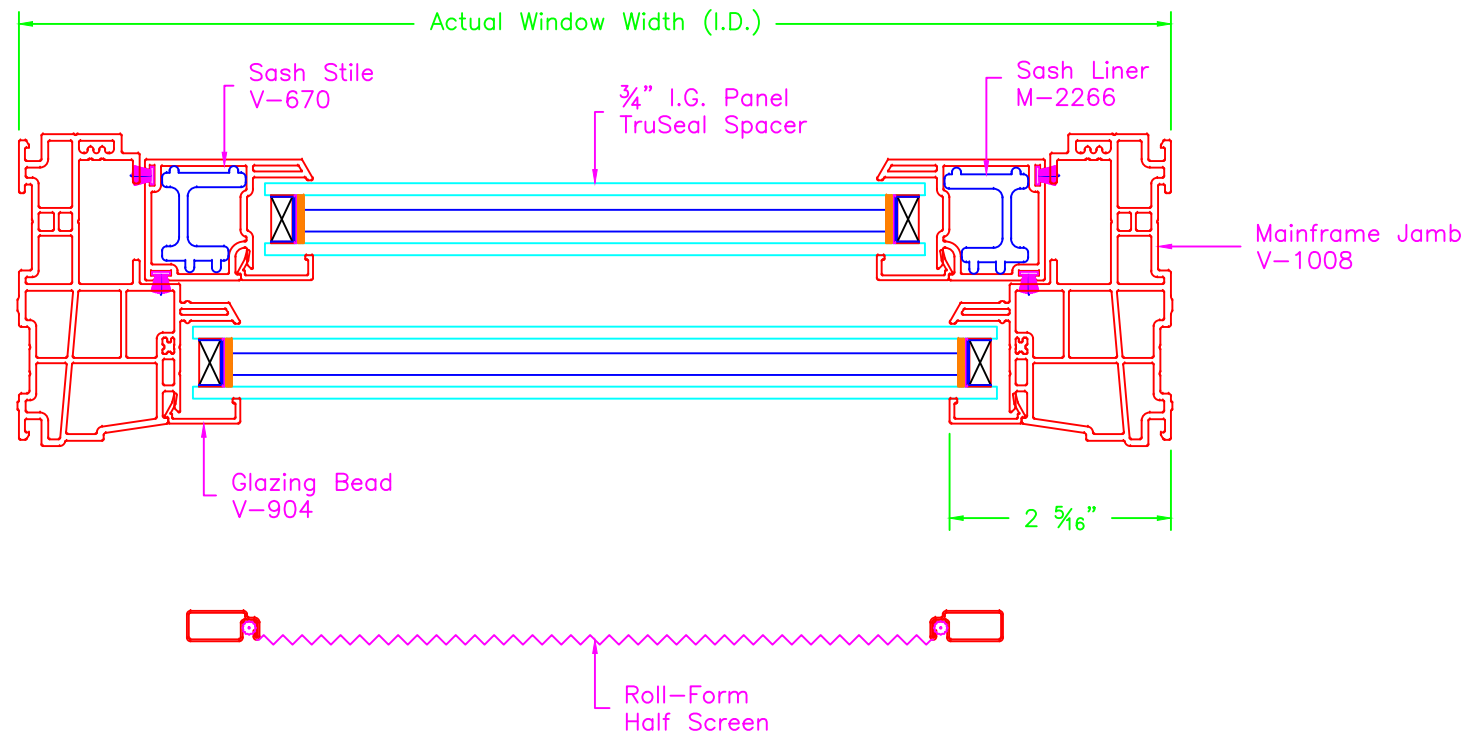 Actual Window Width (I.D.)
Sash Stile
V-670
¾" I.G. Panel
TruSeal Spacer
Sash Liner
M-2266
Mainframe Jamb
V-1008
Glazing Bead
V-904
2 5⁄16"
Roll-Form
Half Screen